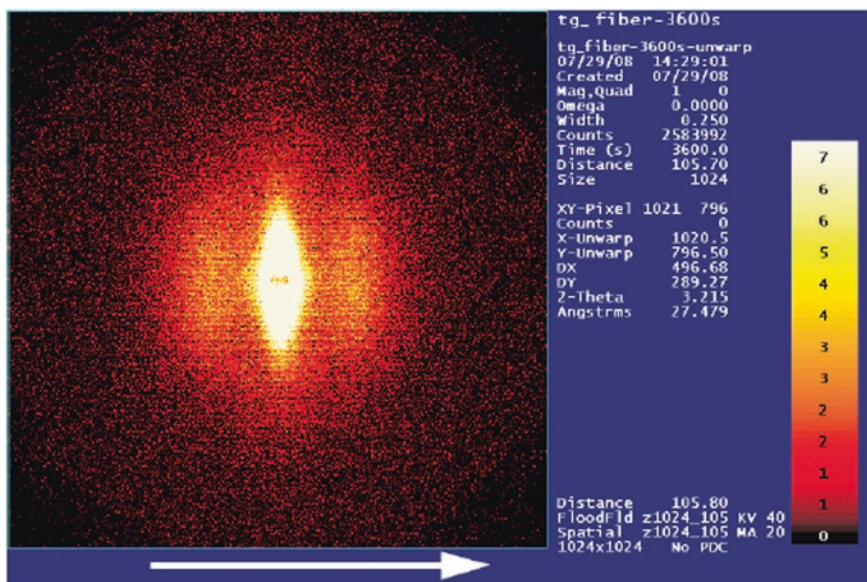 tg_fiber-3600s
tg_fiber-3600s-unwarp
07/29/08 14:29:01
Created 07/29/08
Mag,Quad 1 0
Omega 0.0000
Width 0.250
Counts 2583992
Time (s) 3600.0
Distance 105.70
Size 1024
XY-Pixel 1021 796
Counts 0
X-Unwarp 1020.5
Y-Unwarp 796.50
DX 496.68
DY 289.27
2-Theta 3.215
Angstrms 27.479
7
6
6
5
4
4
3
3
2
2
1
1
0
Distance 105.80
FloodFld z1024_105 KV 40
Spatial z1024_105 MA 20
1024x1024 No PDC